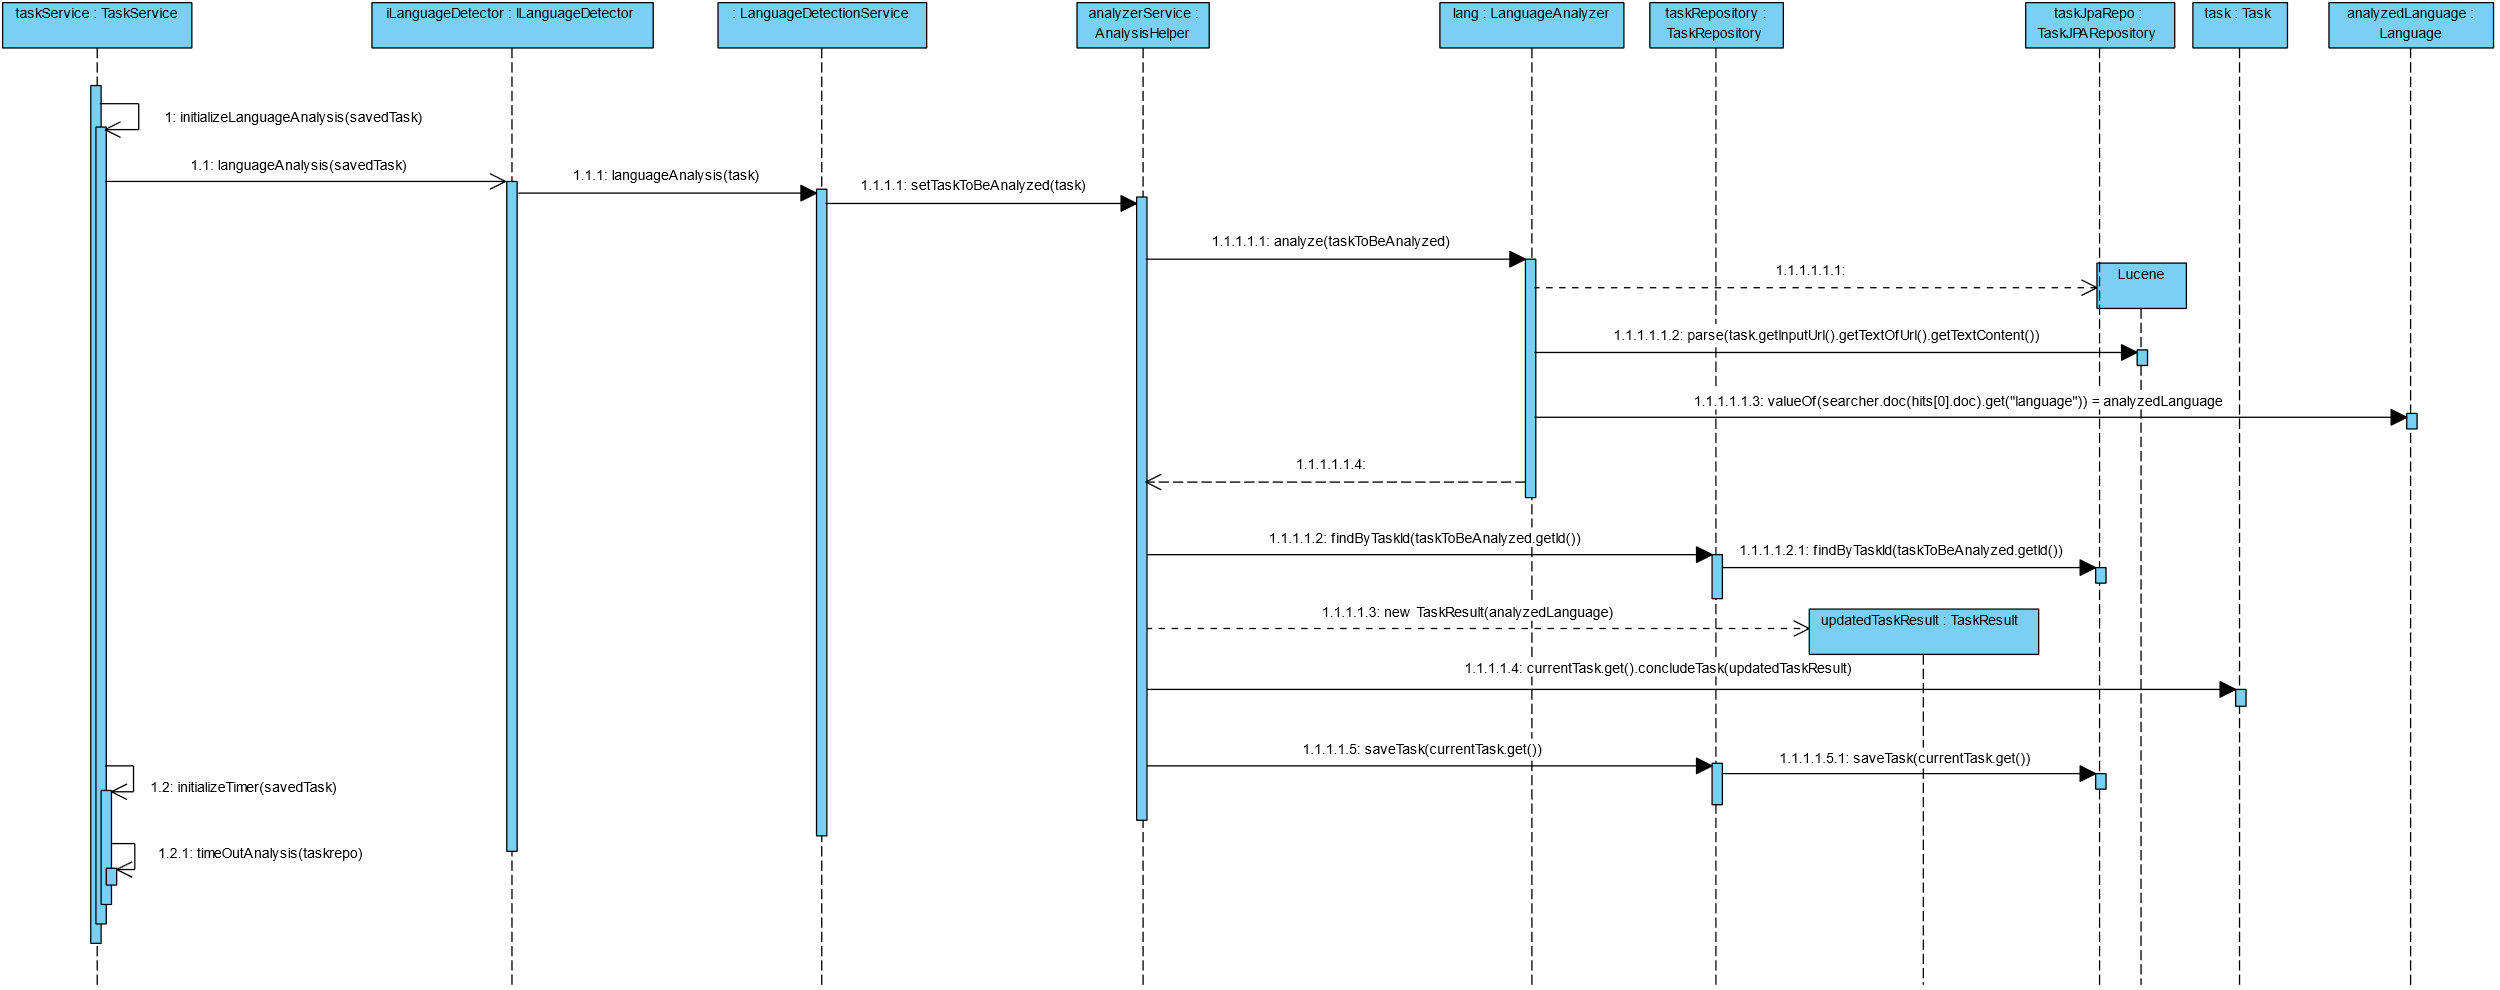 taskService : TaskService
iLanguageDetector : ILanguageDetector
: LanguageDetectionService
analyzerService :
AnalysisHelper
lang : LanguageAnalyzer
taskRepository :
TaskRepository
taskJpaRepo :
TaskJPARepository
task : Task
analyzedLanguage :
Language
1: initializeLanguageAnalysis(savedTask)
1.1: languageAnalysis(savedTask)
1.1.1: languageAnalysis(task)
1.1.1.1: setTaskToBeAnalyzed(task)
1.1.1.1.1: analyze(taskToBeAnalyzed)
1.1.1.1.1.1:
Lucene
1.1.1.1.1.2: parse(task.getInputUrl().getTextOfUrl().getTextContent())
1.1.1.1.1.3: valueOf(searcher.doc(hits[0].doc).get("language")) = analyzedLanguage
1.1.1.1.1.4:
1.1.1.1.2: findByTaskId(taskToBeAnalyzed.getId())
1.1.1.1.2.1: findByTaskId(taskToBeAnalyzed.getId())
1.1.1.1.3: new TaskResult(analyzedLanguage)
updatedTaskResult : TaskResult
1.1.1.1.4: currentTask.get().concludeTask(updatedTaskResult)
1.1.1.1.5: saveTask(currentTask.get())
1.1.1.1.5.1: saveTask(currentTask.get())
1.2: initializeTimer(savedTask)
1.2.1: timeOutAnalysis(taskrepo)